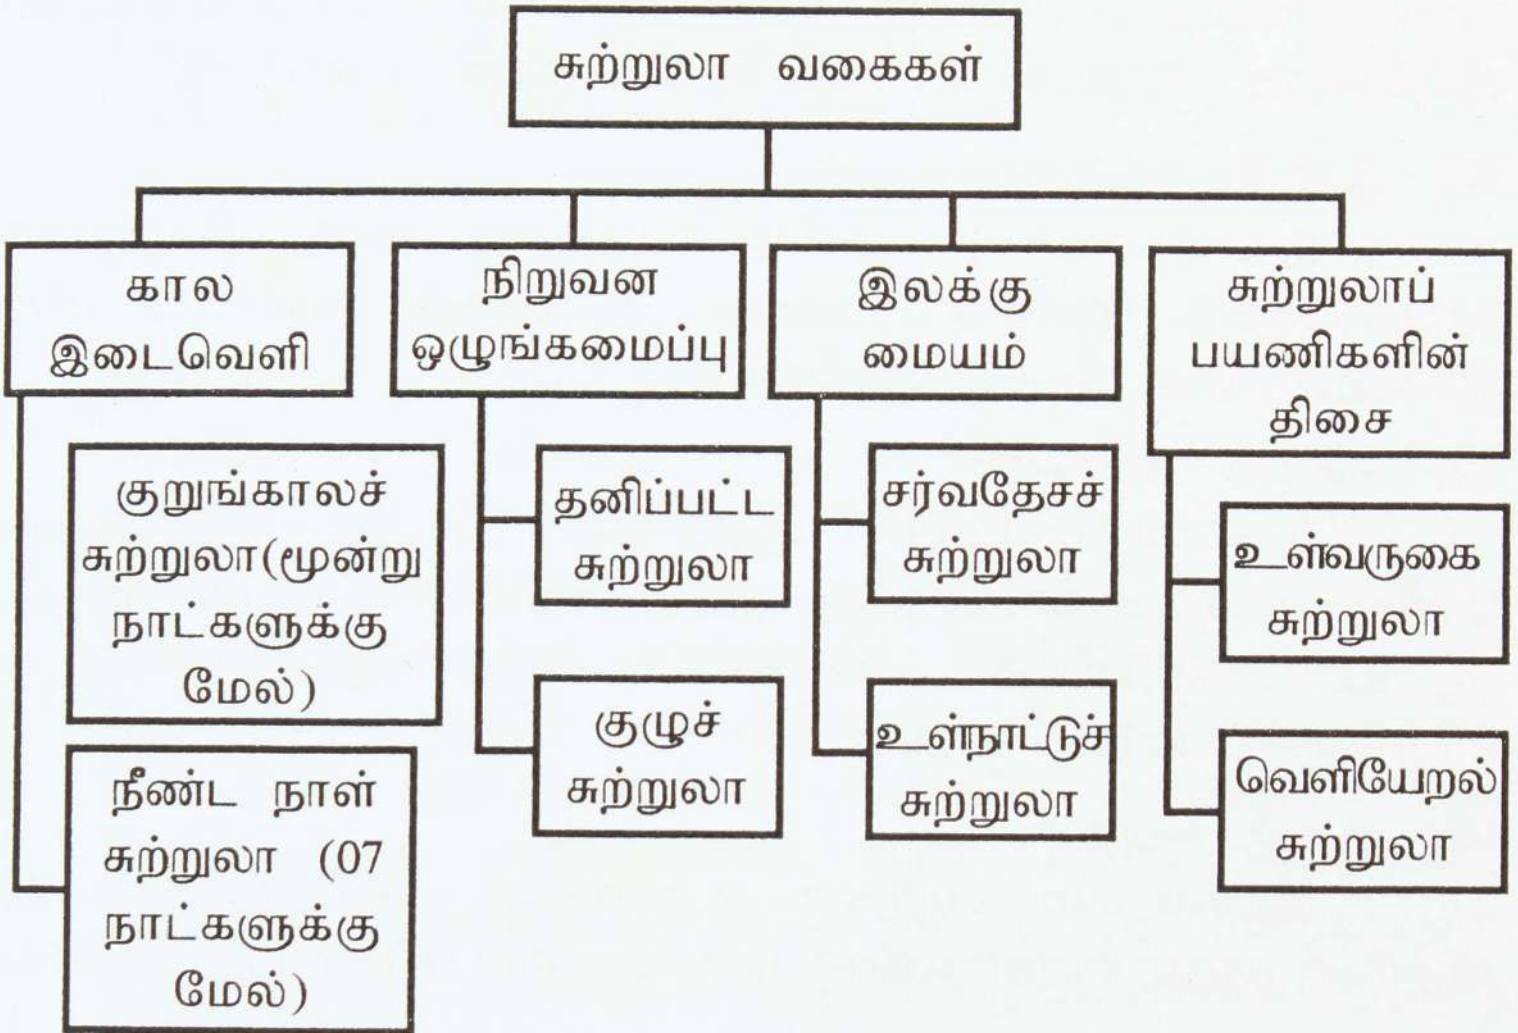 சுற்றுலா வகைகள்
கால
இடைவெளி
குறுங்காலச்
சுற்றுலா(மூன்று
நாட்களுக்கு
மேல்)
நீண்ட நாள்
சுற்றுலா (07
நாட்களுக்கு
மேல்)
நிறுவன
ஒழுங்கமைப்பு
தனிப்பட்ட
சுற்றுலா
குழுச்
சுற்றுலா
இலக்கு
மையம்
சர்வதேசச்
சுற்றுலா
உள்நாட்டுச்
சுற்றுலா
சுற்றுலாப்
பயணிகளின்
திசை
உள்வருகை
சுற்றுலா
வெளியேறல்
சுற்றுலா